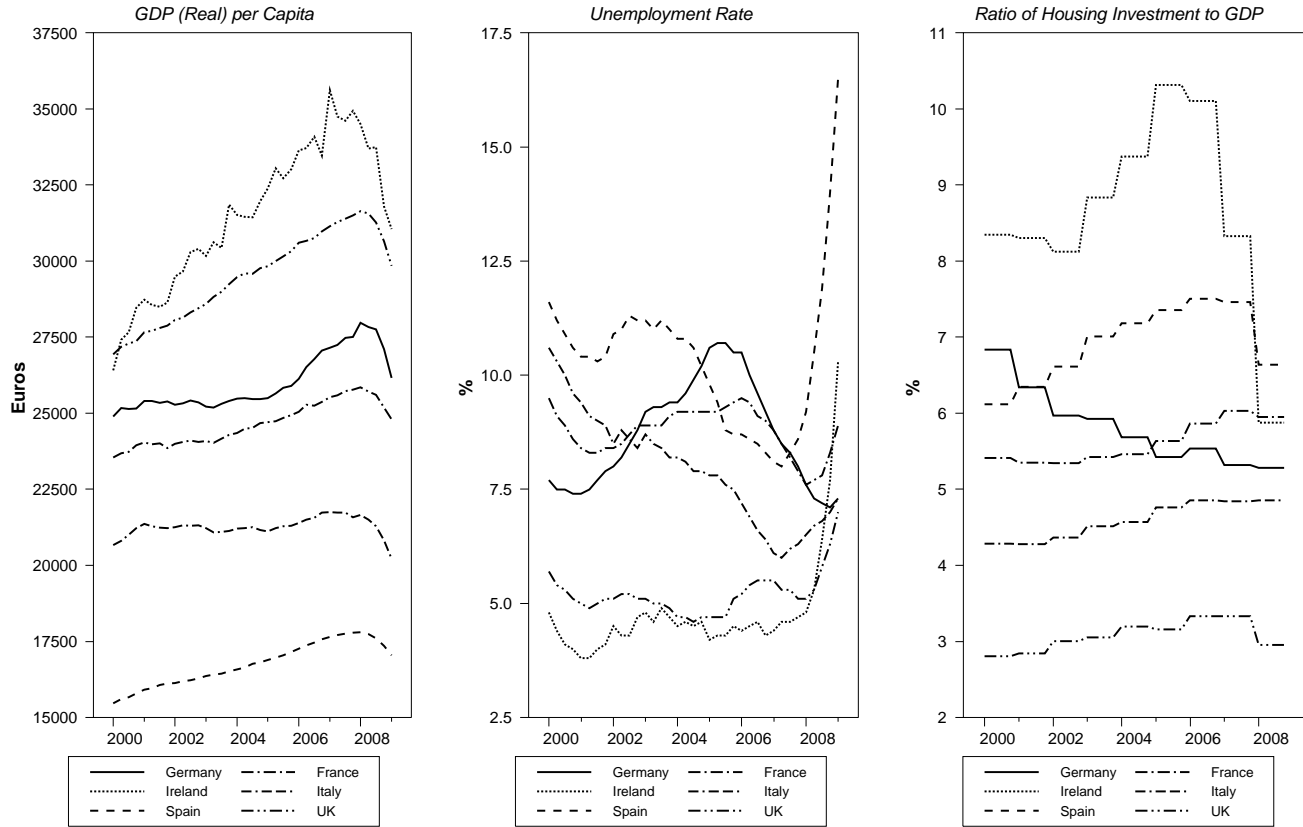 GDP (Real) per Capita
Euros
37500
35000
32500
30000
27500
25000
22500
20000
17500
15000
2000 2002 2004 2006 2008
Germany France
Ireland Italy
Spain UK
Unemployment Rate
%
17.5
15.0
12.5
10.0
7.5
5.0
2.5
2000 2002 2004 2006 2008
Germany France
Ireland Italy
Spain UK
Ratio of Housing Investment to GDP
%
11
10
9
8
7
6
5
4
3
2
2000 2002 2004 2006 2008
Germany France
Ireland Italy
Spain UK